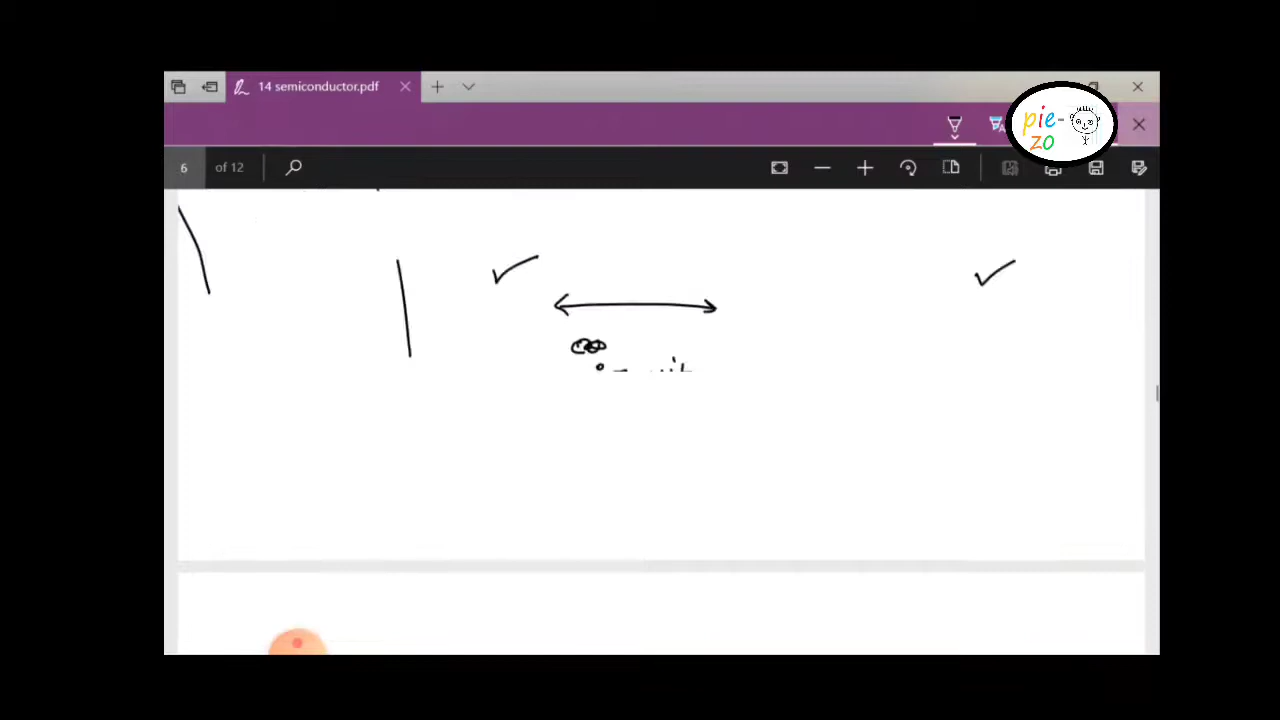 14 semiconductor.pdf
pie-
zo
6 of 12